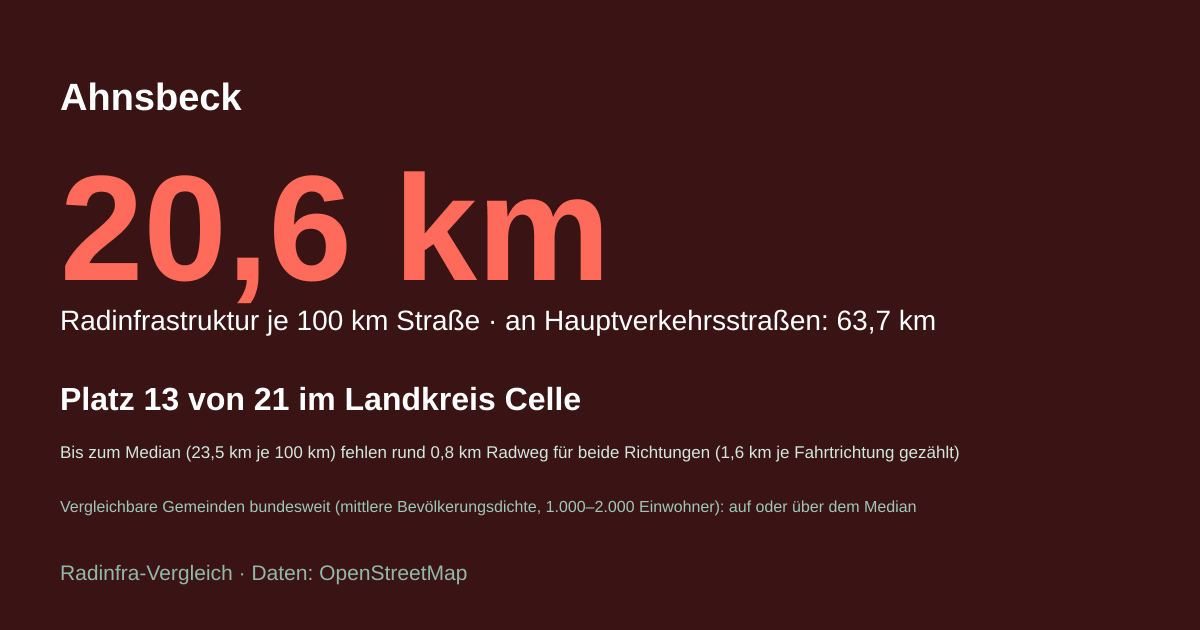 Ahnsbeck
20,6 km
Radinfrastruktur je 100 km Straße · an Hauptverkehrsstraßen: 63,7 km
Platz 13 von 21 im Landkreis Celle
Bis zum Median (23,5 km je 100 km) fehlen rund 0,8 km Radweg für beide Richtungen (1,6 km je Fahrtrichtung gezählt)
Vergleichbare Gemeinden bundesweit (mittlere Bevölkerungsdichte, 1.000–2.000 Einwohner): auf oder über dem Median
Radinfra-Vergleich · Daten: OpenStreetMap